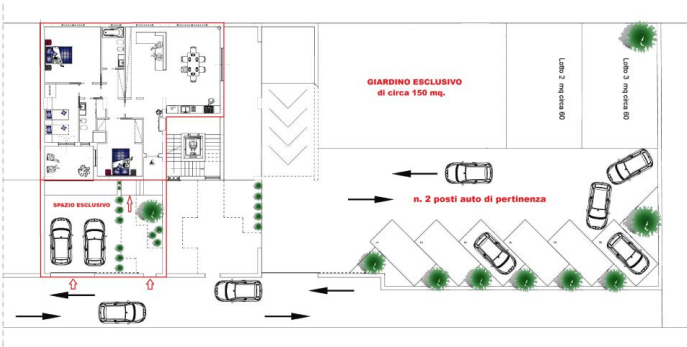 GIARDINO ESCLUSIVO
di circa 150 mq.
Lotto 2 mq circa 60
Lotto 3 mq circa 60
n. 2 posti auto di pertinenza
SPAZIO ESCLUSIVO